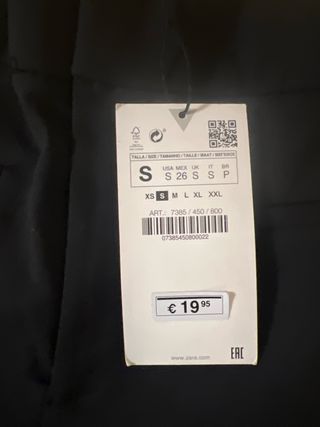 TALLA / SIZE / TAMANHO / TAILLE / MAAT / ΜΕΓΕΘΟΣ
S
USA MEX UK IT BR
S 26 S S P
XS S M L XL XXL
ART.: 7385 / 450 / 800
07385450800022
€ 19.95
www.zara.com
EAC